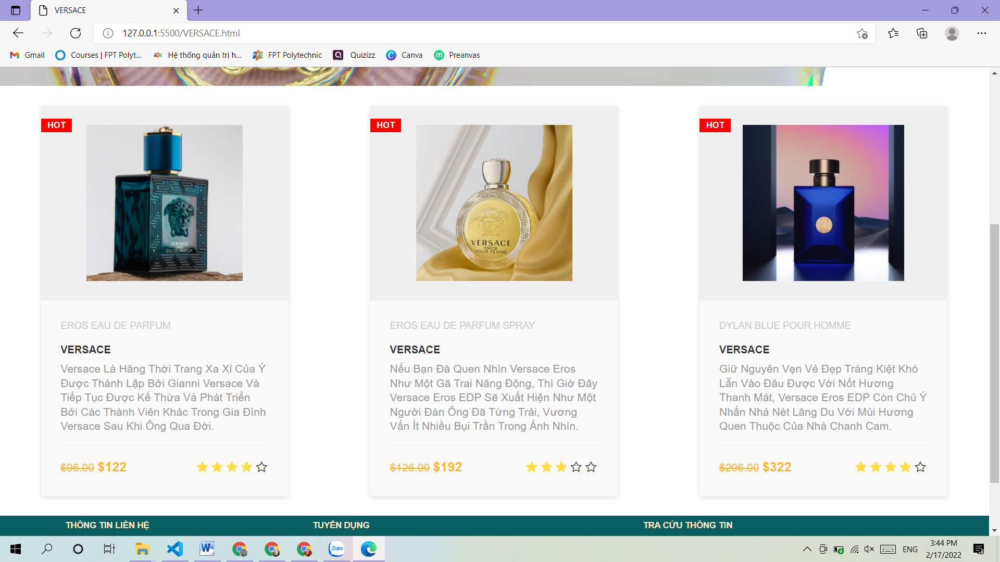 VERSACE
127.0.0.1:5500/VERSACE.html
Gmail
Courses | FPT Polyt...
Hệ thống quản trị h...
FPT Polytechnic
Quizizz
Canva
Preanvas
HOT
VERSACE
EROS
EAU DE PARFUM
EROS EAU DE PARFUM
VERSACE
Versace Là Hãng Thời Trang Xa Xỉ Của Ý
Được Thành Lập Bởi Gianni Versace Và
Tiếp Tục Được Kế Thừa Và Phát Triển
Bởi Các Thành Viên Khác Trong Gia Đình
Versace Sau Khi Ông Qua Đời.
$96.00 $122
HOT
VERSACE
EROS
POUR FEMME
EROS EAU DE PARFUM SPRAY
VERSACE
Nếu Bạn Đã Quen Nhìn Versace Eros
Như Một Gã Trai Năng Động, Thì Giờ Đây
Versace Eros EDP Sẽ Xuất Hiện Như Một
Người Đàn Ông Đã Từng Trải, Vương
Vấn Ít Nhiều Bụi Trần Trong Ánh Nhìn.
$126.00 $192
HOT
DYLAN BLUE POUR HOMME
VERSACE
Giữ Nguyên Vẹn Vẻ Đẹp Tráng Kiệt Khó
Lẫn Vào Đâu Được Với Nốt Hương
Thanh Mát, Versace Eros EDP Còn Chủ Ý
Nhấn Nhá Nét Lãng Du Với Mùi Hương
Quen Thuộc Của Nhà Chanh Cam.
$296.00 $322
THÔNG TIN LIÊN HỆ
TUYỂN DỤNG
TRA CỨU THÔNG TIN
Zalo
ENG
3:44 PM
2/17/2022